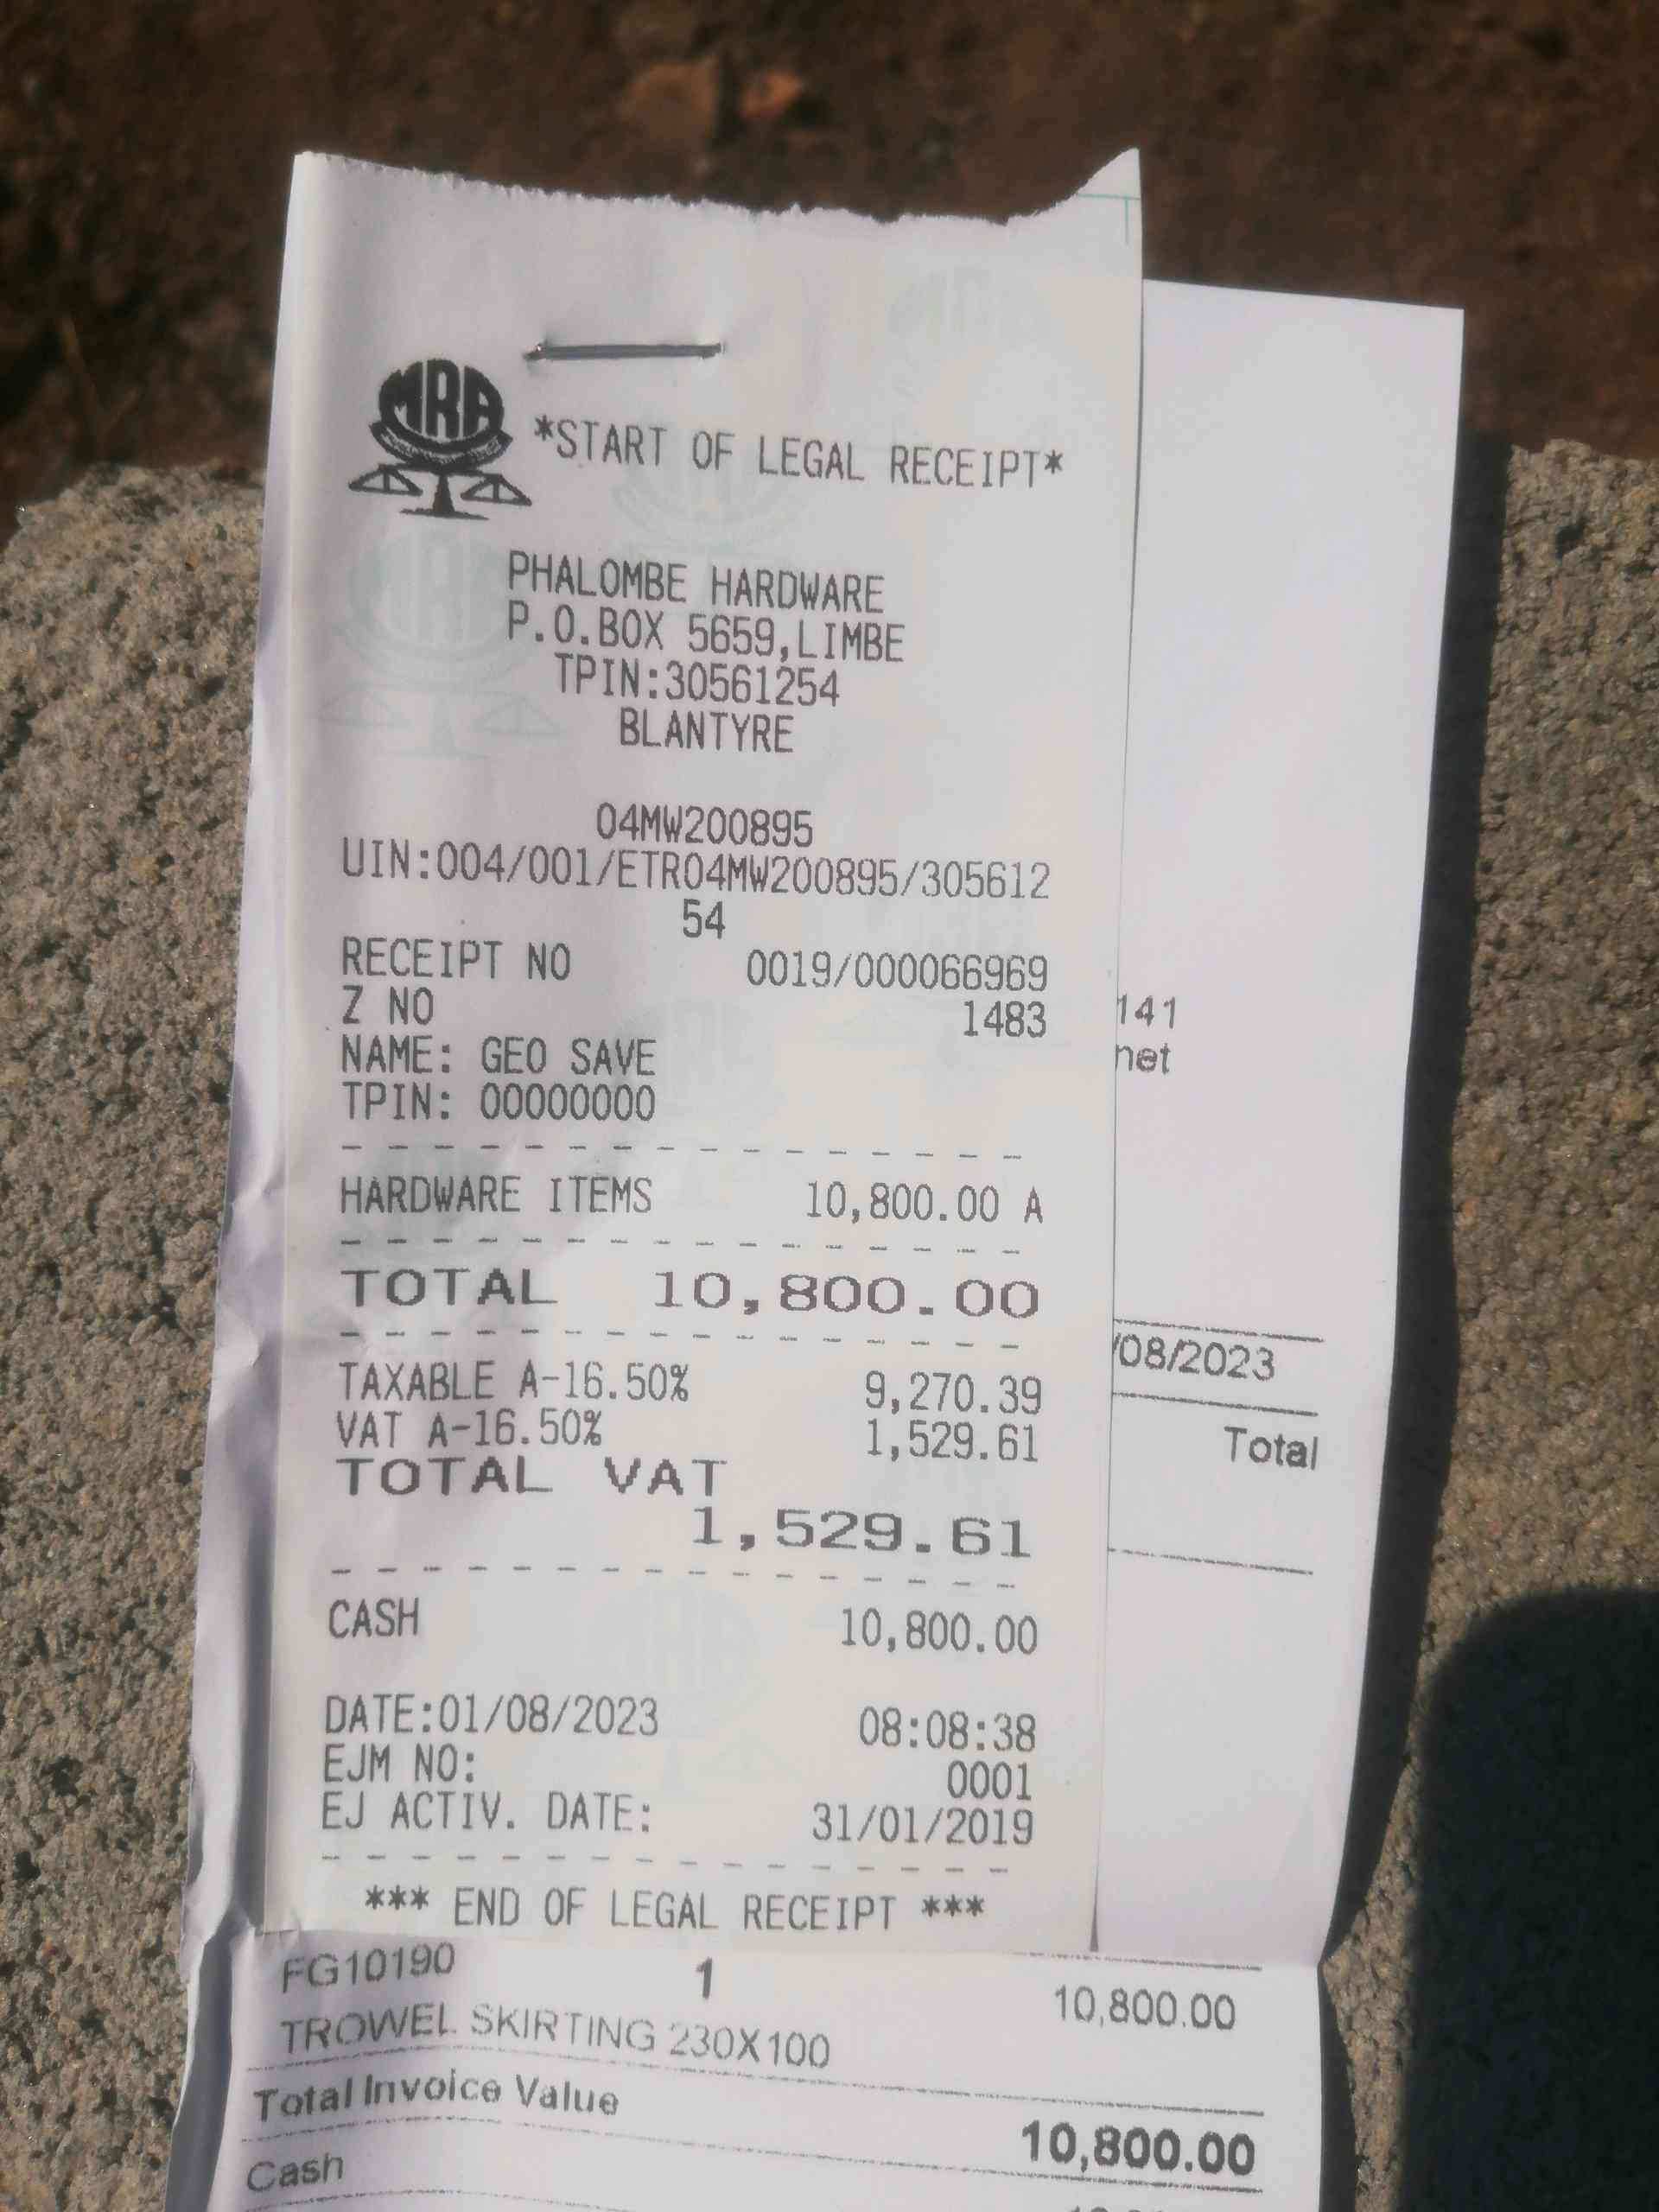 MRA
*START OF LEGAL RECEIPT*
PHALOMBE HARDWARE
P.O.BOX 5659,LIMBE
TPIN:30561254
BLANTYRE
04MW200895
UIN:004/001/ETR04MW200895/305612
54
RECEIPT NO 0019/000066969
Z NO 1483
NAME: GEO SAVE
TPIN: 00000000
HARDWARE ITEMS 10,800.00 A
TOTAL 10,800.00
TAXABLE A-16.50% 9,270.39
VAT A-16.50% 1,529.61
TOTAL VAT
1,529.61
CASH 10,800.00
DATE:01/08/2023 08:08:38
EJM NO: 0001
EJ ACTIV. DATE: 31/01/2019
*** END OF LEGAL RECEIPT ***
141
net
/08/2023
Total
FG10190 1 10,800.00
TROWEL SKIRTING 230X100
Total Invoice Value 10,800.00
Cash